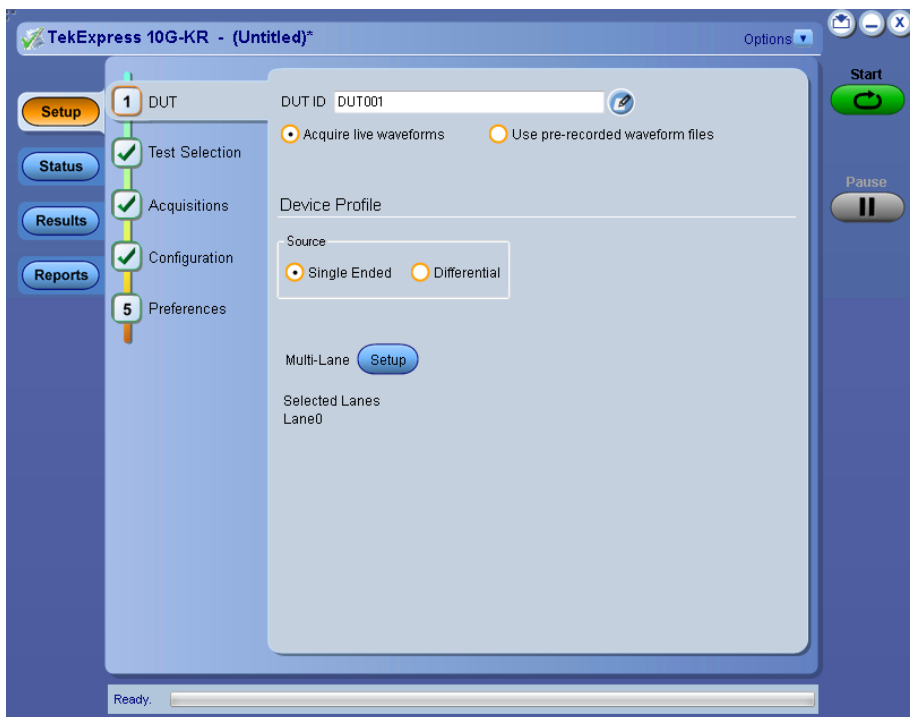 TekExpress 10G-KR - (Untitled)*
Options
Start
Pause
Setup
Status
Results
Reports
1 DUT
Test Selection
Acquisitions
Configuration
5 Preferences
DUT ID DUT001
Acquire live waveforms Use pre-recorded waveform files
Device Profile
Source
Single Ended Differential
Multi-Lane Setup
Selected Lanes
Lane0
Ready.